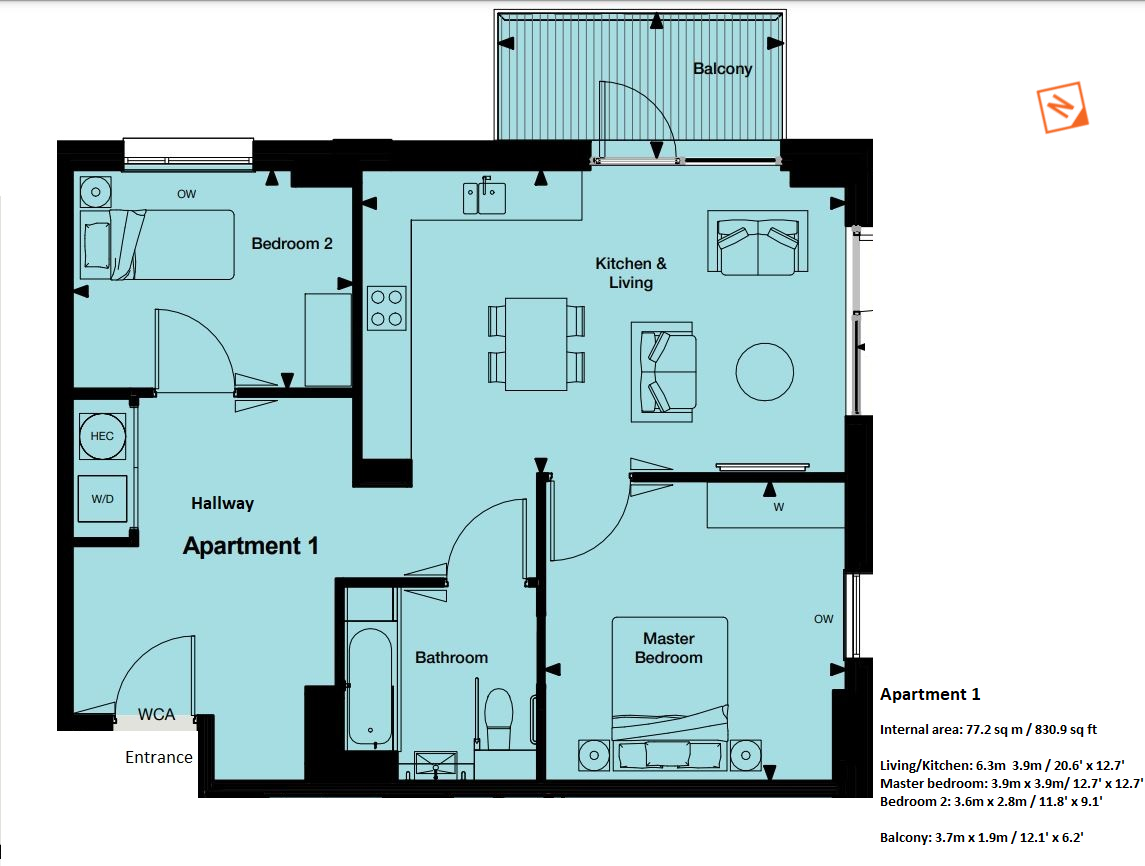 Balcony
N
OW
Bedroom 2
Kitchen &
Living
HEC
W/D
Hallway
Apartment 1
W
OW
Master
Bedroom
Bathroom
WCA
Entrance
Apartment 1
Internal area: 77.2 sq m / 830.9 sq ft
Living/Kitchen: 6.3m  3.9m / 20.6' x 12.7'
Master bedroom: 3.9m x 3.9m/ 12.7' x 12.7'
Bedroom 2: 3.6m x 2.8m / 11.8' x 9.1'
Balcony: 3.7m x 1.9m / 12.1' x 6.2'